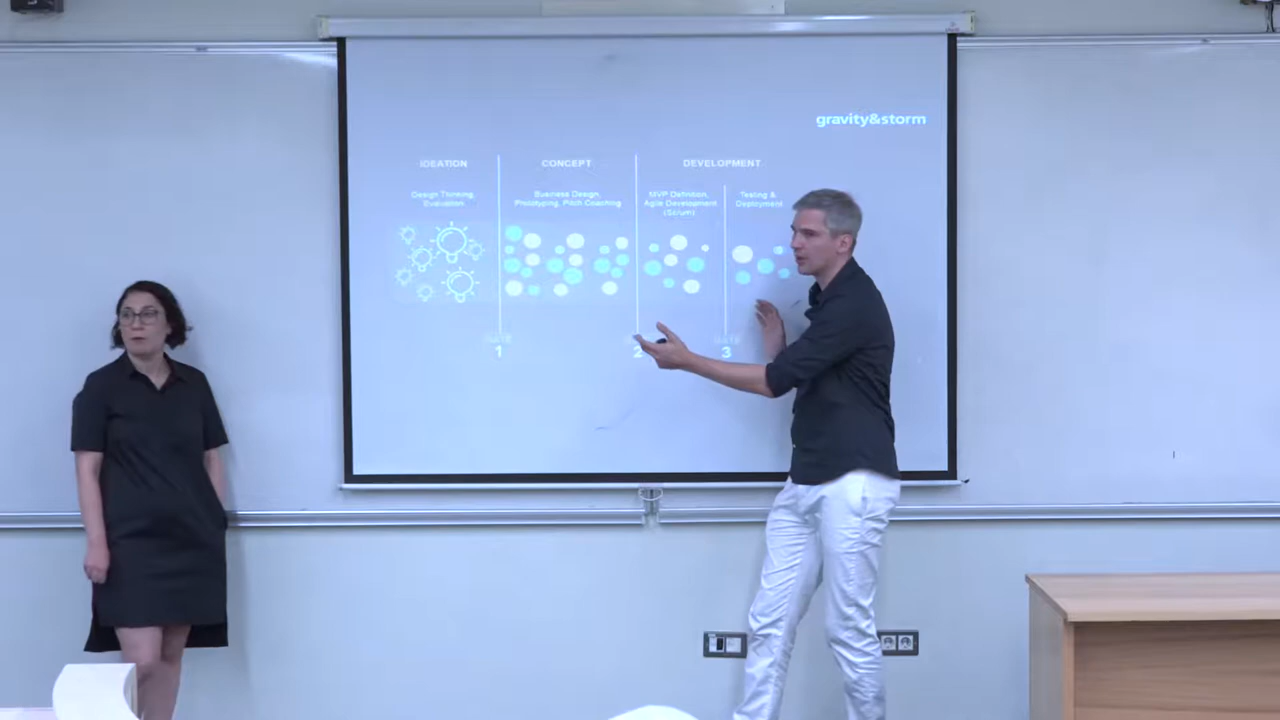 gravity&storm
IDEATION
CONCEPT
DEVELOPMENT
Design Thinking,
Evaluation
Business Design,
Prototyping, Pitch Coaching
MVP Definition,
Agile Development
(Scrum)
Testing &
Deployment
1
2
3